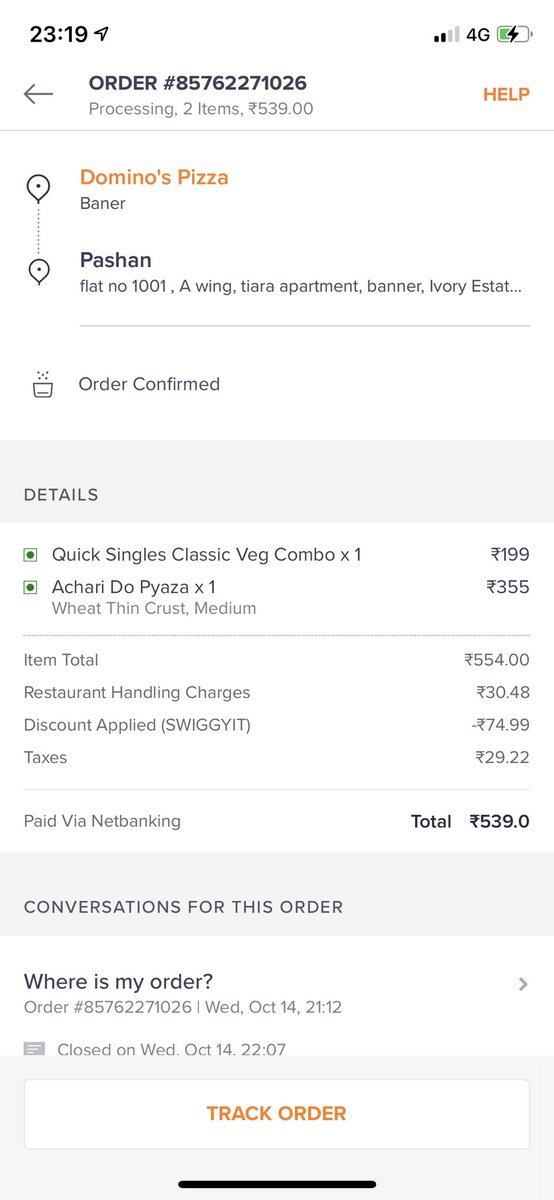 23:19
4G
ORDER #85762271026
HELP
Processing, 2 Items, ₹539.00
Domino's Pizza
Baner
Pashan
flat no 1001 , A wing, tiara apartment, banner, Ivory Estat...
Order Confirmed
DETAILS
Quick Singles Classic Veg Combo x 1 ₹199
Achari Do Pyaza x 1 ₹355
Wheat Thin Crust, Medium
Item Total ₹554.00
Restaurant Handling Charges ₹30.48
Discount Applied (SWIGGYIT) -₹74.99
Taxes ₹29.22
Paid Via Netbanking Total ₹539.0
CONVERSATIONS FOR THIS ORDER
Where is my order?
Order #85762271026 | Wed, Oct 14, 21:12
Closed on Wed, Oct 14, 22:07
TRACK ORDER